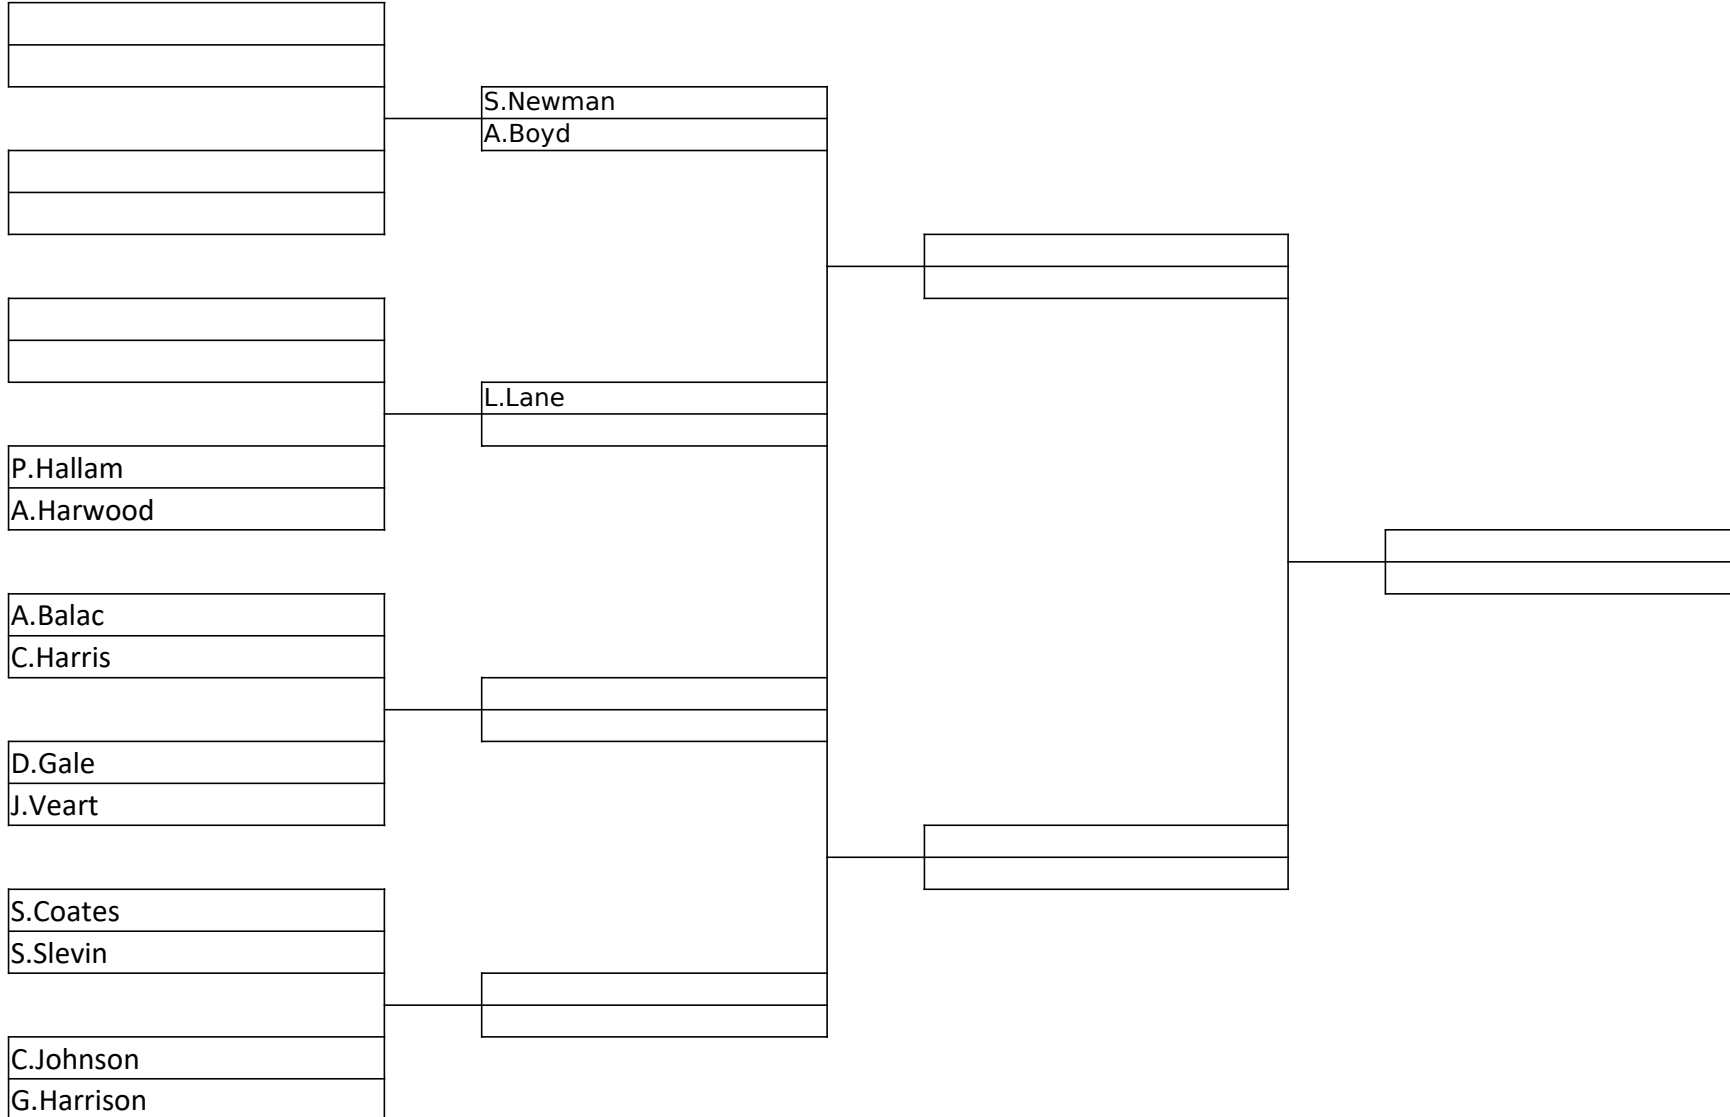 S.Newman
A.Boyd
L.Lane
P.Hallam
A.Harwood
A.Balac
C.Harris
D.Gale
J.Veart
S.Coates
S.Slevin
C.Johnson
G.Harrison